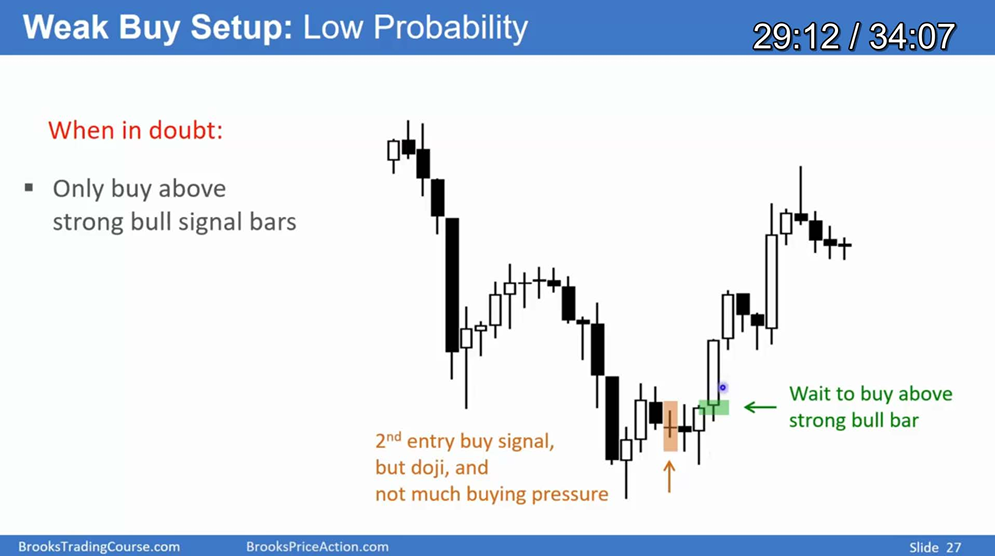 Weak Buy Setup: Low Probability
29:12 / 34:07
When in doubt:
▪ Only buy above
strong bull signal bars
Wait to buy above
strong bull bar
2nd entry buy signal,
but doji, and
not much buying pressure
BrooksTradingCourse.com
BrooksPriceAction.com
Slide 27